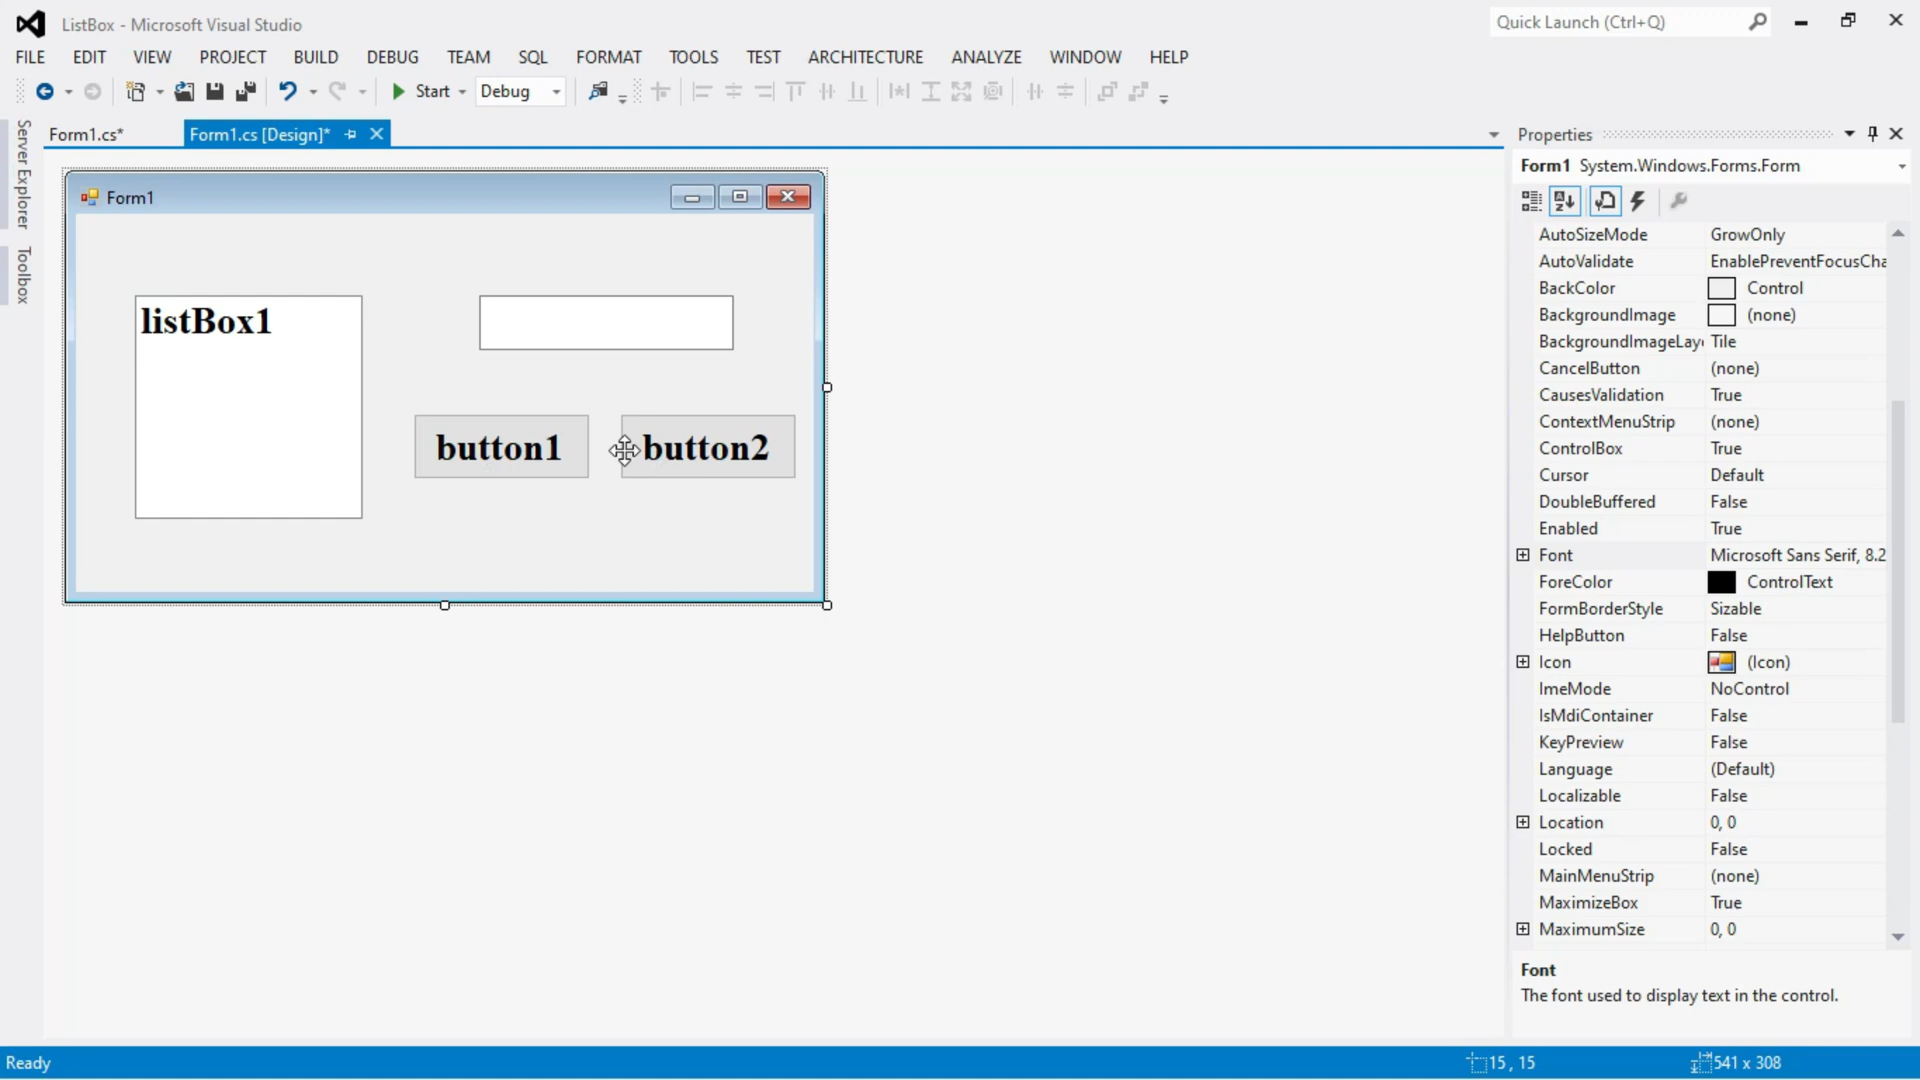 ListBox - Microsoft Visual Studio
Quick Launch (Ctrl+Q)
FILE EDIT VIEW PROJECT BUILD DEBUG TEAM SQL FORMAT TOOLS TEST ARCHITECTURE ANALYZE WINDOW HELP
Start Debug
Server Explorer
Toolbox
Form1.cs*
Form1.cs [Design]*
Form1
listBox1
button1
button2
Properties
Form1 System.Windows.Forms.Form
AutoSizeMode GrowOnly
AutoValidate EnablePreventFocusCha
BackColor Control
BackgroundImage (none)
BackgroundImageLay Tile
CancelButton (none)
CausesValidation True
ContextMenuStrip (none)
ControlBox True
Cursor Default
DoubleBuffered False
Enabled True
Font Microsoft Sans Serif, 8.2
ForeColor ControlText
FormBorderStyle Sizable
HelpButton False
Icon (Icon)
ImeMode NoControl
IsMdiContainer False
KeyPreview False
Language (Default)
Localizable False
Location 0, 0
Locked False
MainMenuStrip (none)
MaximizeBox True
MaximumSize 0, 0
Font
The font used to display text in the control.
Ready
15 , 15
541 x 308